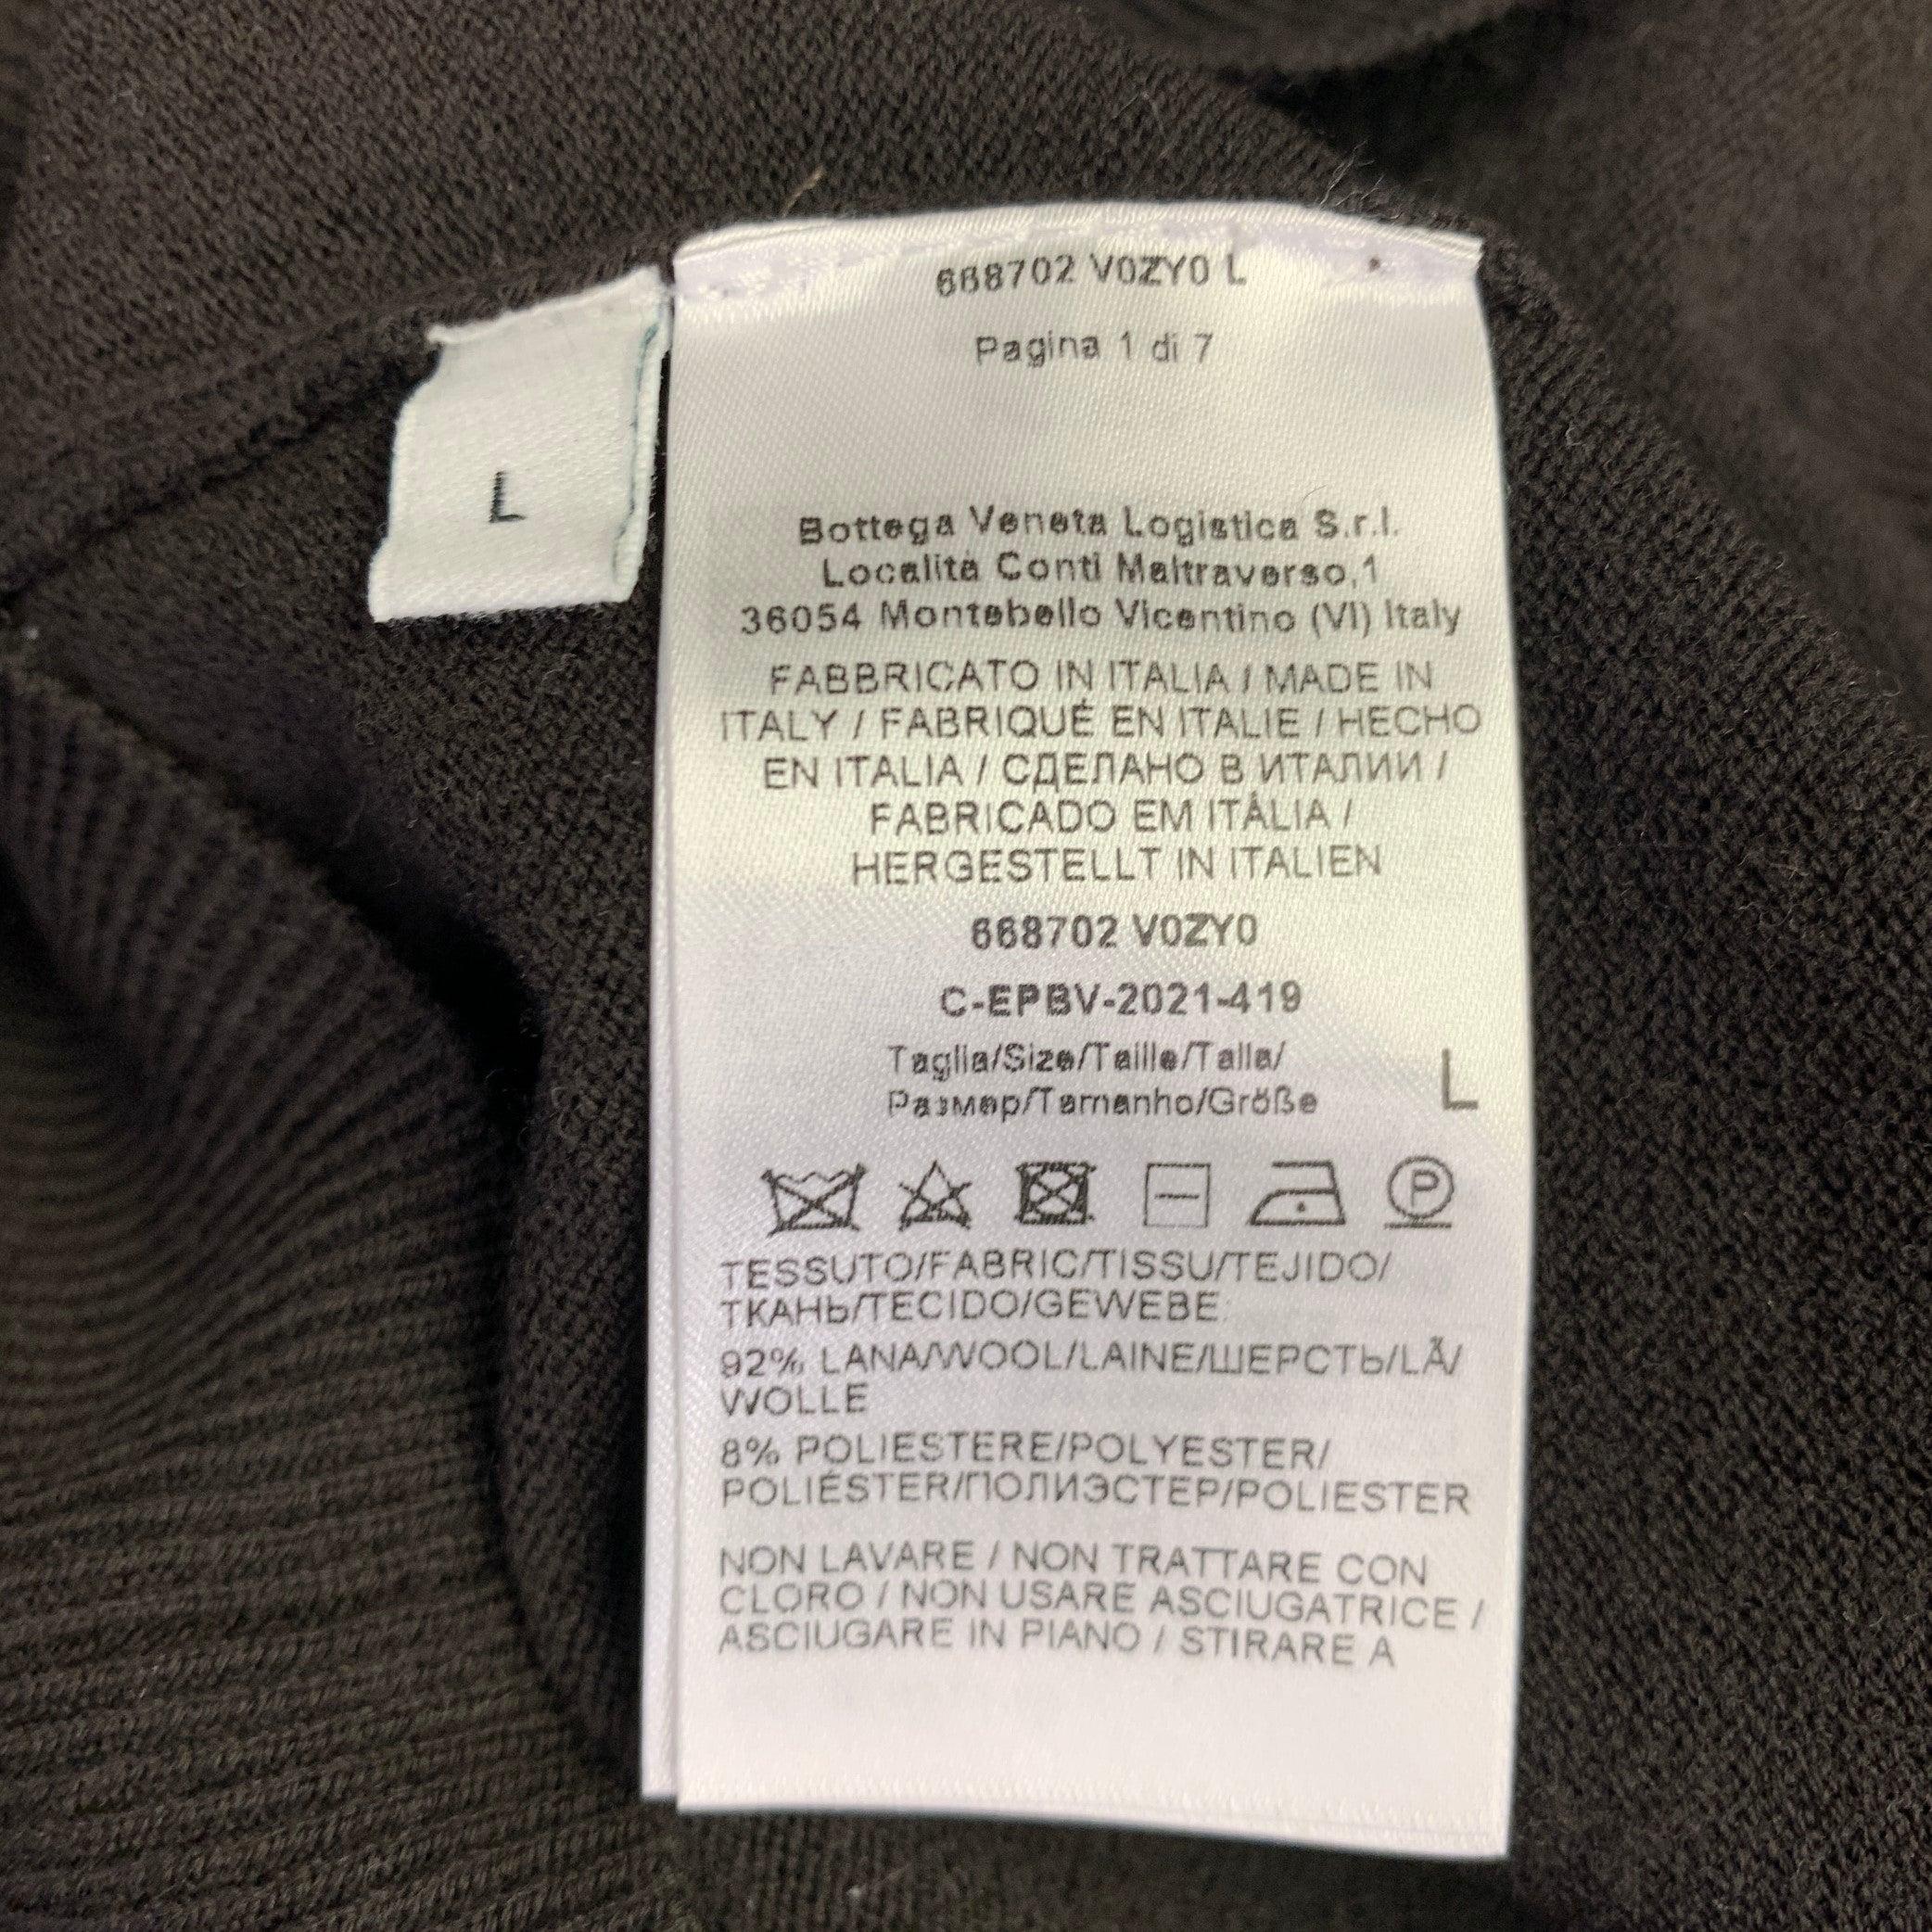 L
668702 V0ZY0 L
Pagina 1 di 7
Bottega Veneta Logistica S.r.l.
Località Conti Maltraverso,1
36054 Montebello Vicentino (VI) Italy
FABBRICATO IN ITALIA / MADE IN
ITALY / FABRIQUÉ EN ITALIE / HECHO
EN ITALIA / СДЕЛАНО В ИТАЛИИ /
FABRICADO EM ITÁLIA /
HERGESTELLT IN ITALIEN
668702 V0ZY0
C-EPBV-2021-419
Taglia/Size/Taille/Talla/
Размер/Tamanho/Größe
L
P
TESSUTO/FABRIC/TISSU/TEJIDO/
ТКАНЬ/TECIDO/GEWEBE:
92% LANA/WOOL/LAINE/ШЕРСТЬ/LÃ/
WOLLE
8% POLIESTERE/POLYESTER/
POLIÉSTER/ПОЛИЭСТЕР/POLIESTER
NON LAVARE / NON TRATTARE CON
CLORO / NON USARE ASCIUGATRICE /
ASCIUGARE IN PIANO / STIRARE A